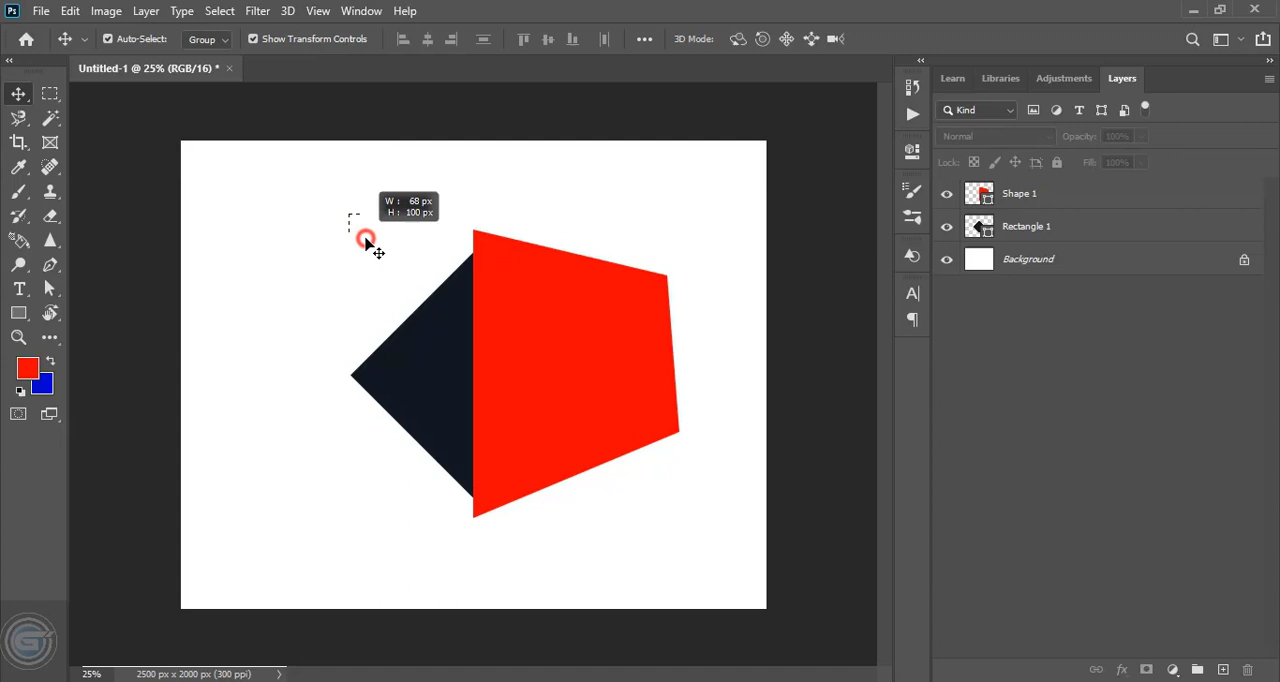 Ps File Edit Image Layer Type Select Filter 3D View Window Help
Auto-Select: Group Show Transform Controls 3D Mode:
Untitled-1 @ 25% (RGB/16) * ×
Learn Libraries Adjustments Layers
Kind
Normal Opacity: 100%
Lock: Fill: 100%
W: 68 px
H: 100 px
Shape 1
Rectangle 1
Background
25% 2500 px x 2000 px (300 ppi)